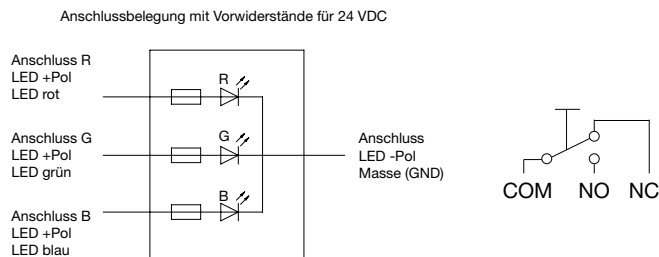 Anschlussbelegung mit Vorwiderstände für 24 VDC
Anschluss R
LED +Pol
LED rot
R
Anschluss G
LED +Pol
LED grün
G
Anschluss
LED -Pol
Masse (GND)
Anschluss B
LED +Pol
LED blau
B
COM NO NC